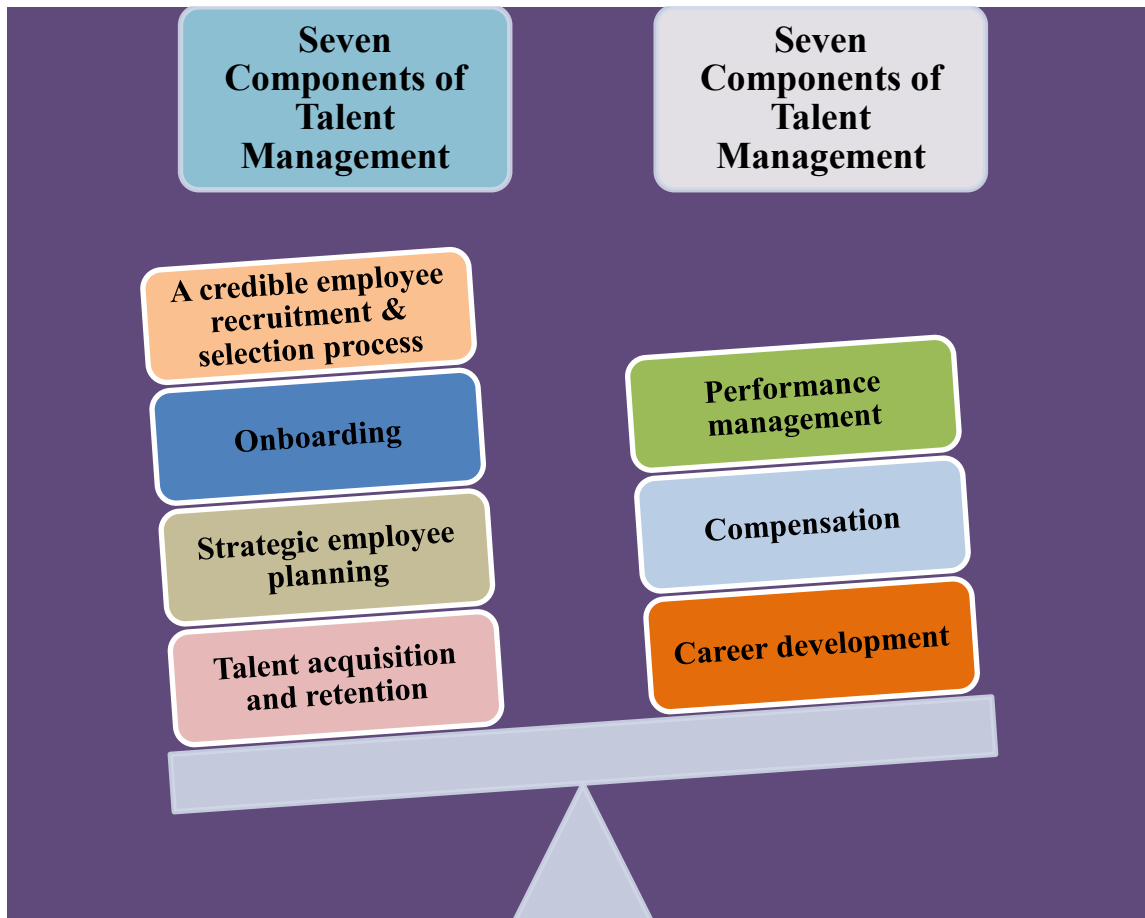 Seven
Components of
Talent
Management
Seven
Components of
Talent
Management
A credible employee
recruitment &
selection process
Onboarding
Strategic employee
planning
Talent acquisition
and retention
Performance
management
Compensation
Career development